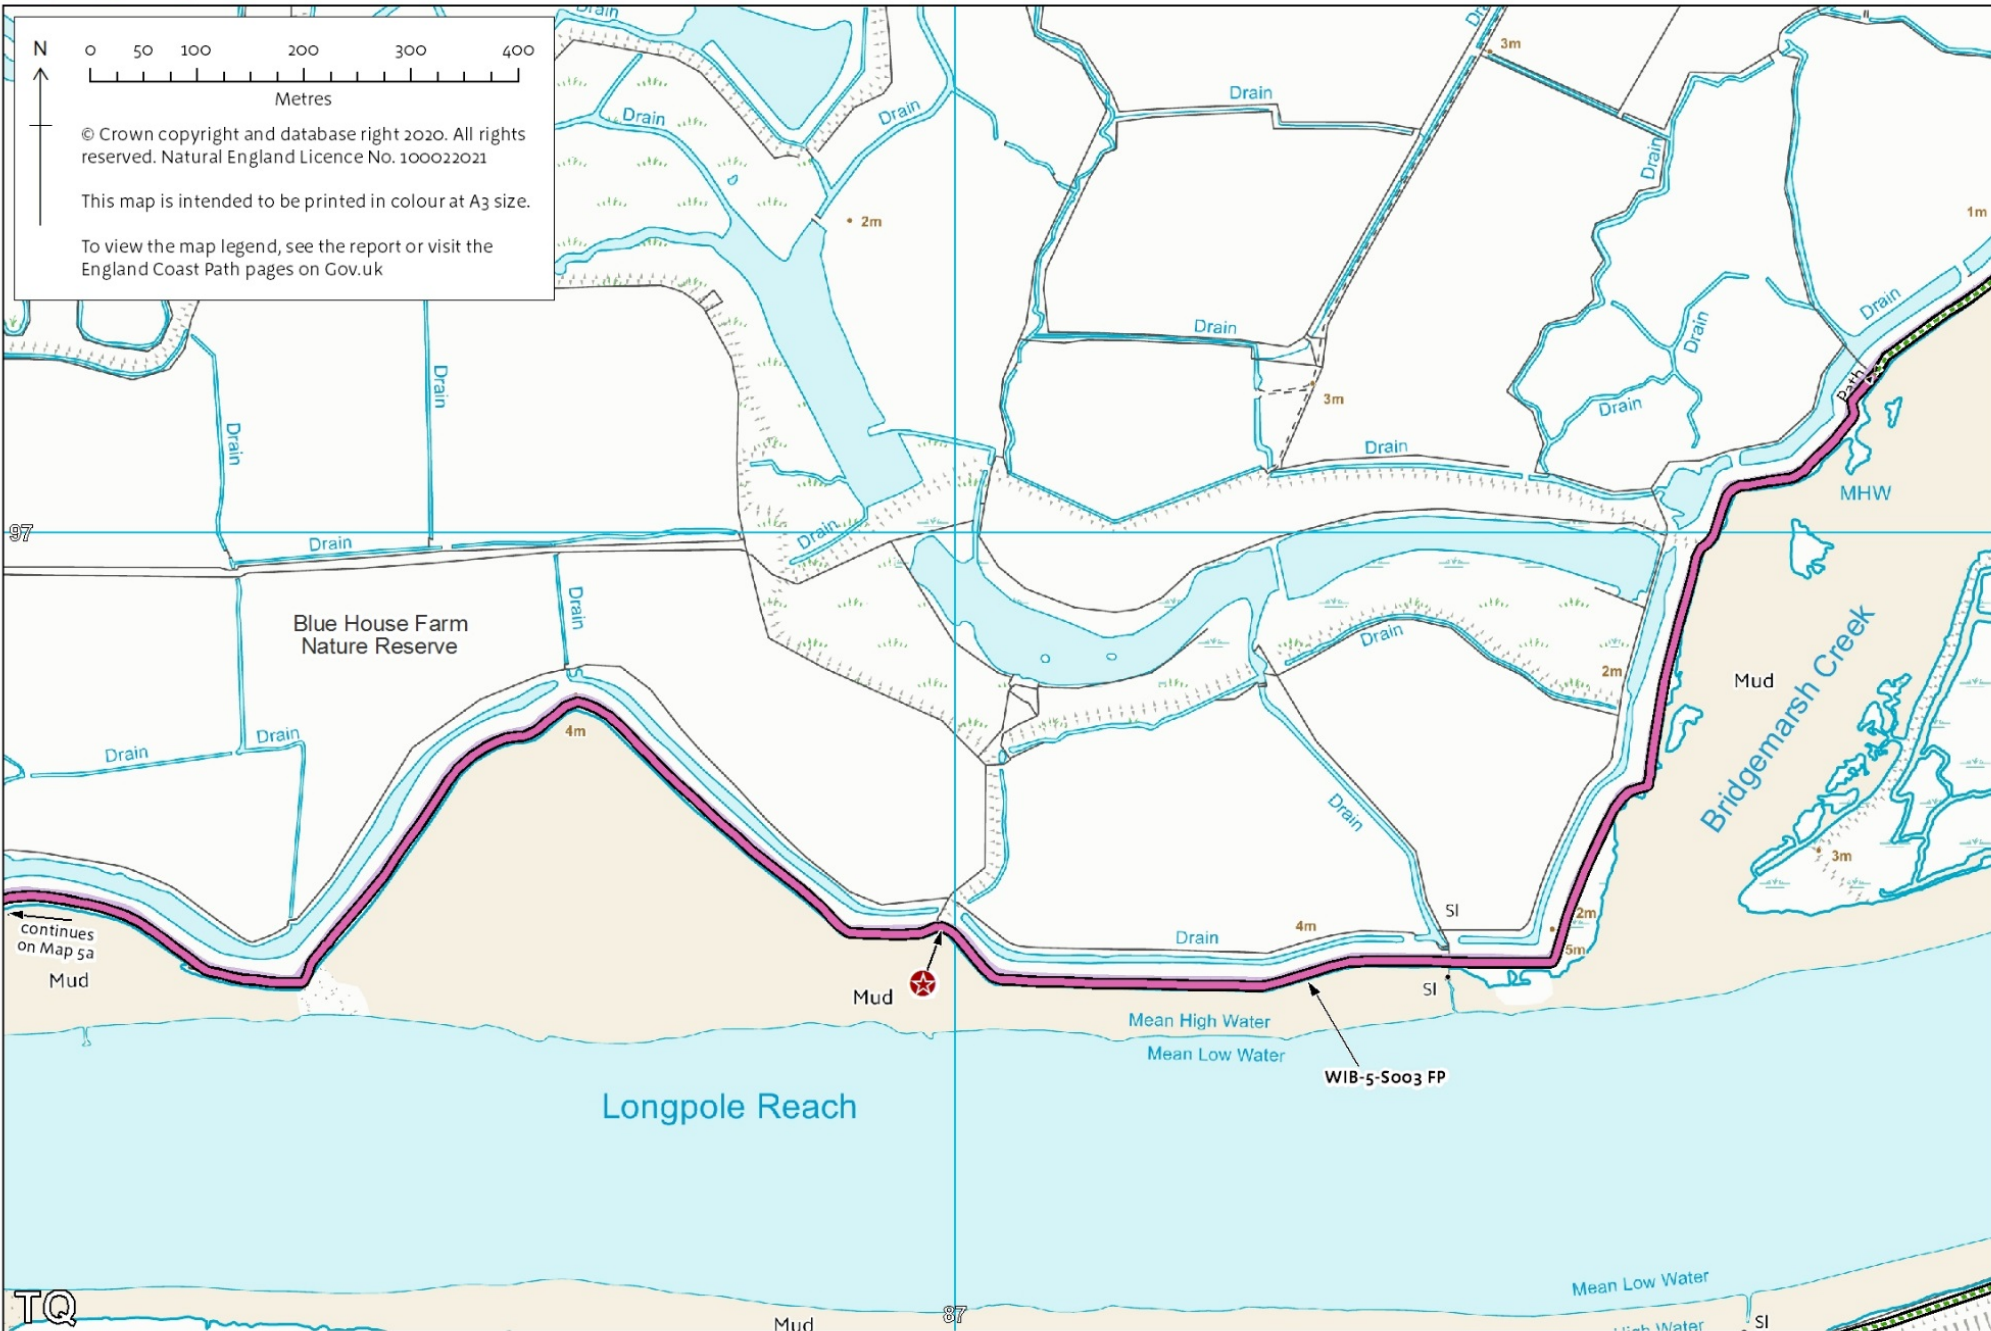 N
0 50 100 200 300 400
Metres
© Crown copyright and database right 2020. All rights
reserved. Natural England Licence No. 100022021
This map is intended to be printed in colour at A3 size.
To view the map legend, see the report or visit the
England Coast Path pages on Gov.uk
Drain
Drain
Drain
Drain
3m
Drain
Drain
2m
1m
Drain
Drain
Drain
Drain
3m
Drain
Path
Drain
Drain
Drain
MHW
97
Drain
Drain
Drain
Blue House Farm
Nature Reserve
Drain
2m
Mud
Bridgemarsh Creek
4m
Drain
Drain
Drain
3m
continues
on Map 5a
Mud
SI
4m
2m
Drain
5m
SI
Mud
Mean High Water
Mean Low Water
WIB-5-S003 FP
Longpole Reach
Mean Low Water
TQ
87
Mud
High Water
SI